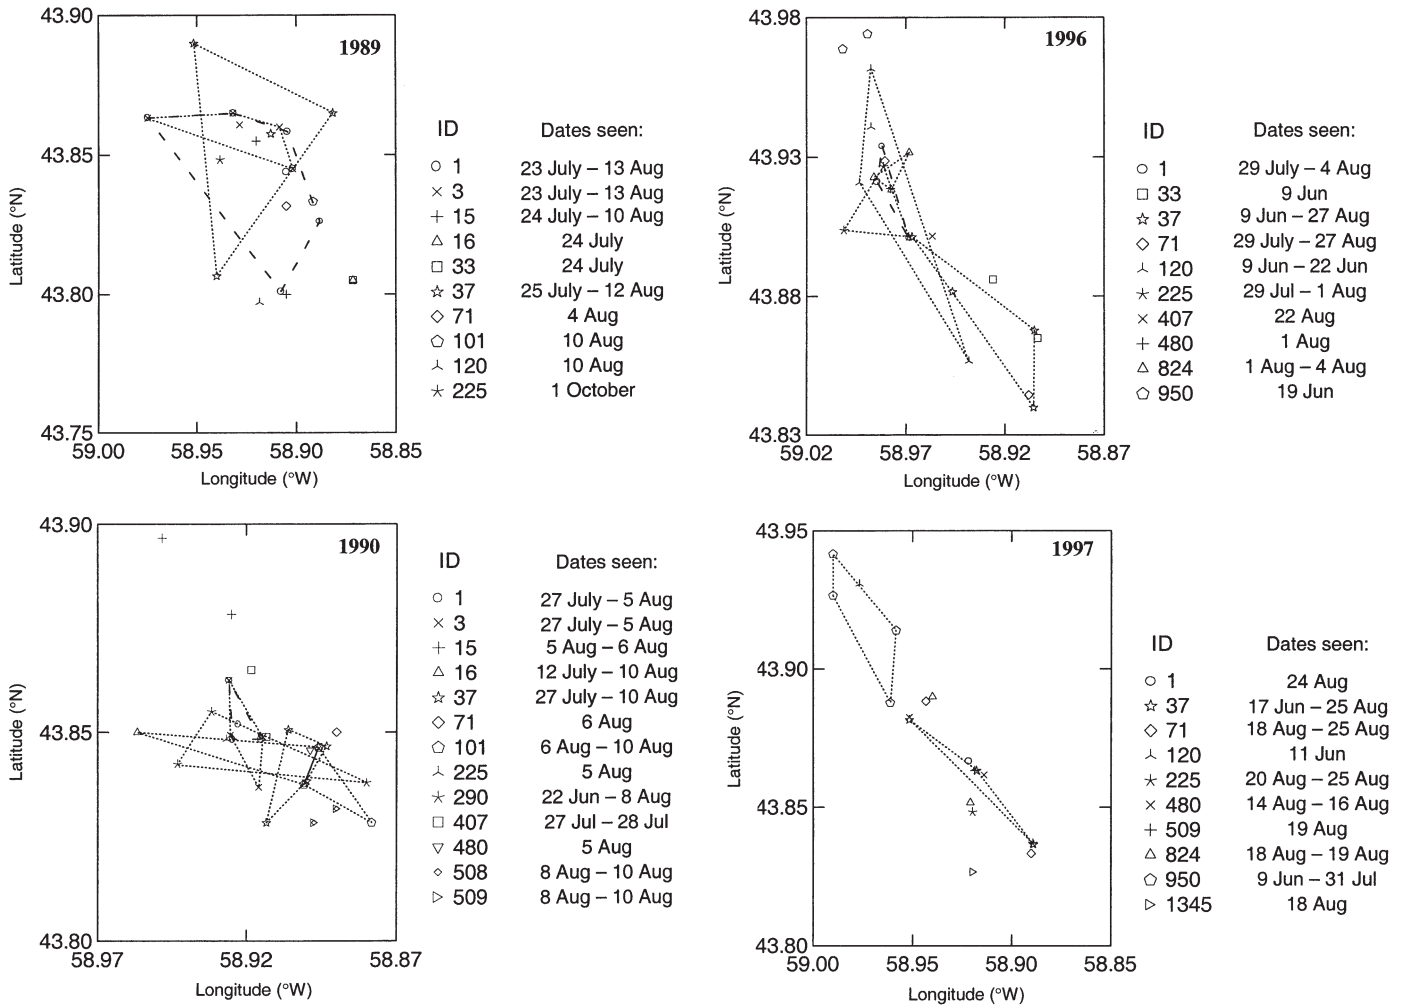 43.90
1989
43.85
43.80
43.75
59.00 58.95 58.90 58.85
Latitude (°N)
Longitude (°W)
ID Dates seen:
1 23 July – 13 Aug
3 23 July – 13 Aug
15 24 July – 10 Aug
16 24 July
33 24 July
37 25 July – 12 Aug
71 4 Aug
101 10 Aug
120 10 Aug
225 1 October
43.98
1996
43.93
43.88
43.83
59.02 58.97 58.92 58.87
Latitude (°N)
Longitude (°W)
ID Dates seen:
1 29 July – 4 Aug
33 9 Jun
37 9 Jun – 27 Aug
71 29 July – 27 Aug
120 9 Jun – 22 Jun
225 29 Jul – 1 Aug
407 22 Aug
480 1 Aug
824 1 Aug – 4 Aug
950 19 Jun
43.90
1990
43.85
43.80
58.97 58.92 58.87
Latitude (°N)
Longitude (°W)
ID Dates seen:
1 27 July – 5 Aug
3 27 July – 5 Aug
15 5 Aug – 6 Aug
16 12 July – 10 Aug
37 27 July – 10 Aug
71 6 Aug
101 6 Aug – 10 Aug
225 5 Aug
290 22 Jun – 8 Aug
407 27 Jul – 28 Jul
480 5 Aug
508 8 Aug – 10 Aug
509 8 Aug – 10 Aug
43.95
1997
43.90
43.85
43.80
59.00 58.95 58.90 58.85
Latitude (°N)
Longitude (°W)
ID Dates seen:
1 24 Aug
37 17 Jun – 25 Aug
71 18 Aug – 25 Aug
120 11 Jun
225 20 Aug – 25 Aug
480 14 Aug – 16 Aug
509 19 Aug
824 18 Aug – 19 Aug
950 9 Jun – 31 Jul
1345 18 Aug